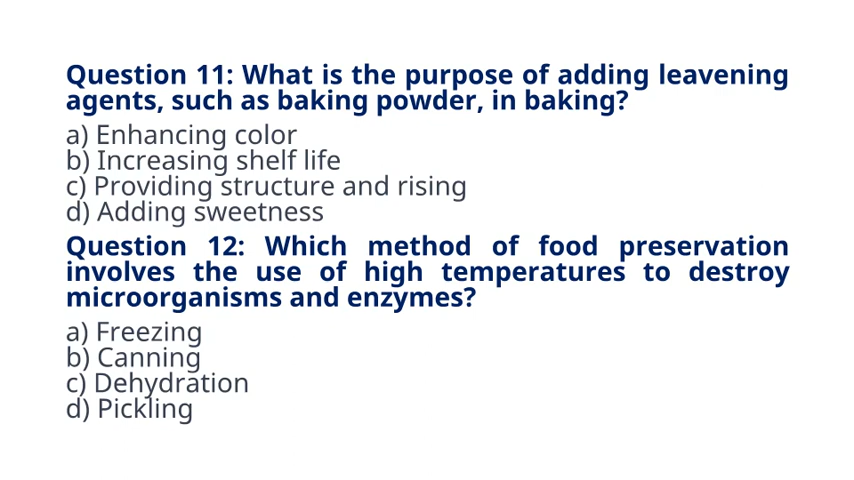 Question 11: What is the purpose of adding leavening
agents, such as baking powder, in baking?
a) Enhancing color
b) Increasing shelf life
c) Providing structure and rising
d) Adding sweetness
Question 12: Which method of food preservation
involves the use of high temperatures to destroy
microorganisms and enzymes?
a) Freezing
b) Canning
c) Dehydration
d) Pickling